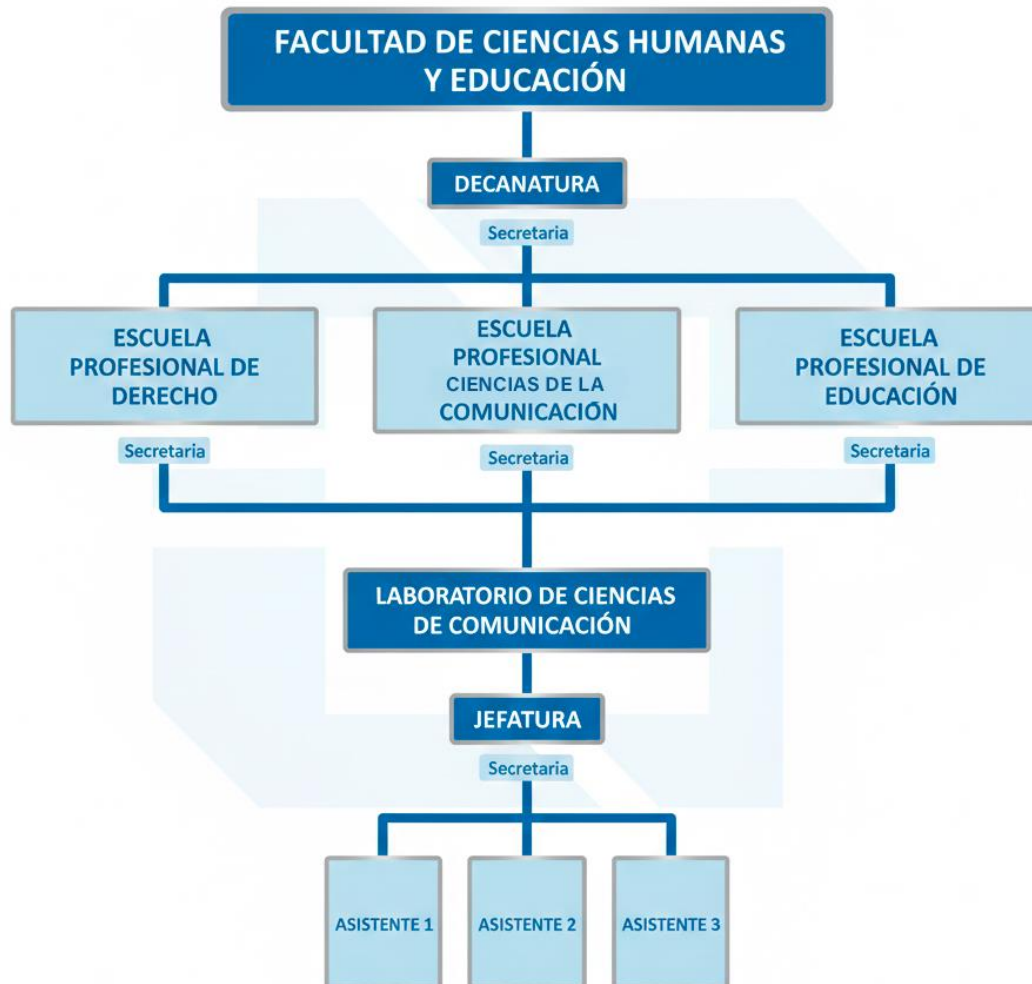 FACULTAD DE CIENCIAS HUMANAS
Y EDUCACIÓN
DECANATURA
Secretaria
ESCUELA
PROFESIONAL DE
DERECHO
Secretaria
ESCUELA
PROFESIONAL
CIENCIAS DE LA
COMUNICACIÓN
Secretaria
ESCUELA
PROFESIONAL DE
EDUCACIÓN
Secretaria
LABORATORIO DE CIENCIAS
DE COMUNICACIÓN
JEFATURA
Secretaria
ASISTENTE 1
ASISTENTE 2
ASISTENTE 3